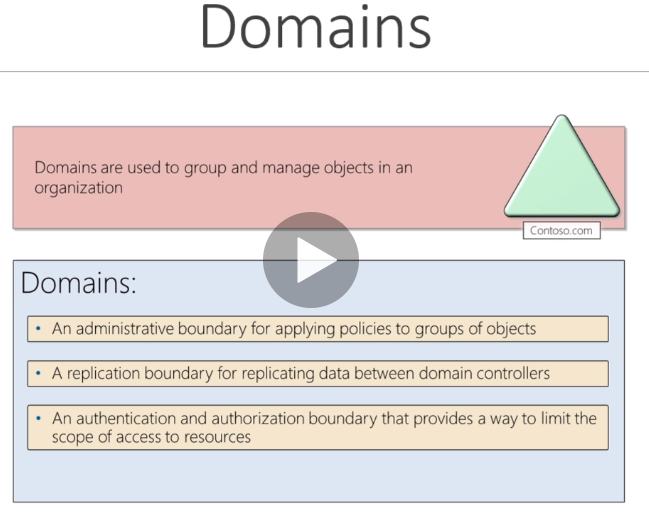 Domains
Domains are used to group and manage objects in an
organization
Contoso.com
Domains:
• An administrative boundary for applying policies to groups of objects
• A replication boundary for replicating data between domain controllers
• An authentication and authorization boundary that provides a way to limit the
scope of access to resources